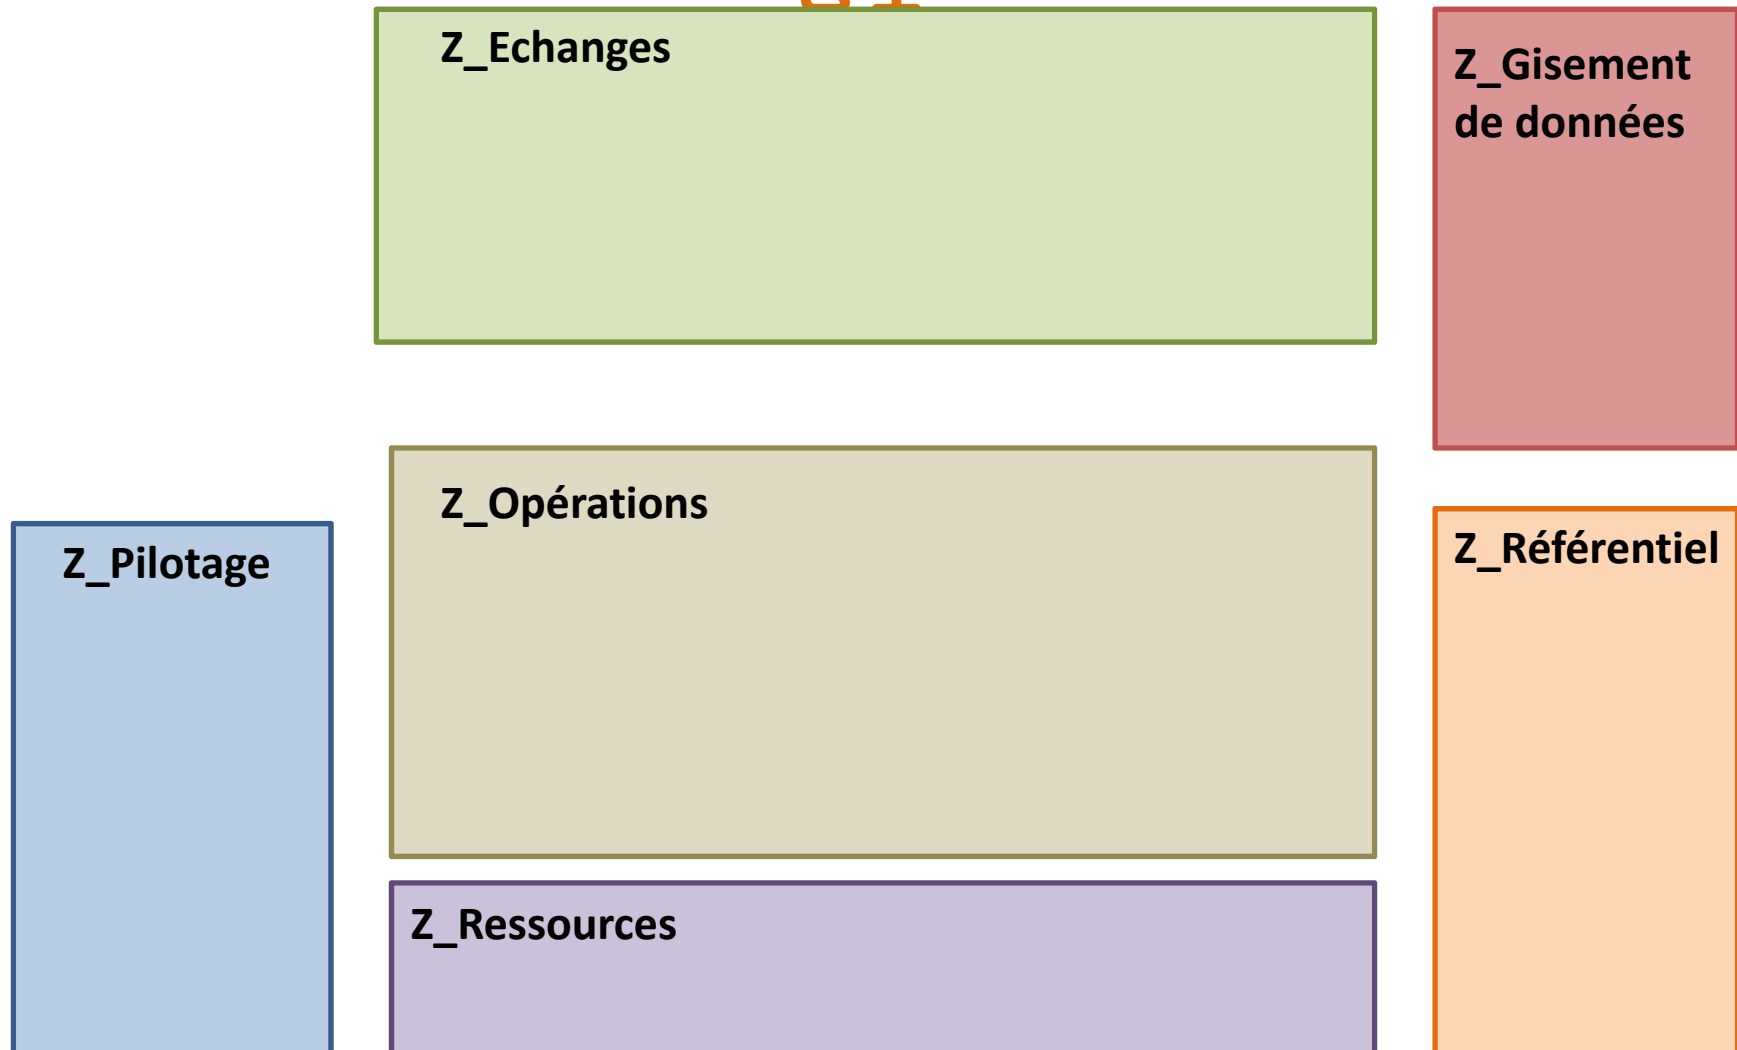 Z_Echanges
Z_Gisement
de données
Z_Opérations
Z_Pilotage
Z_Référentiel
Z_Ressources